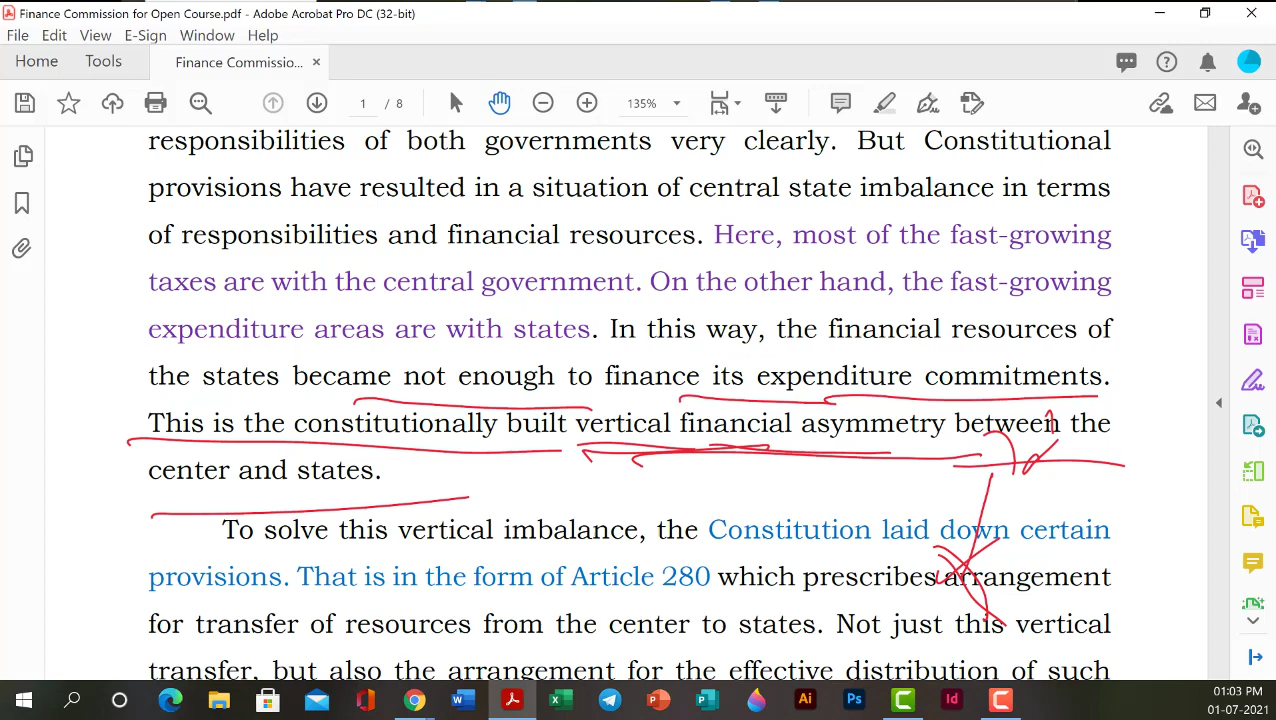 Finance Commission for Open Course.pdf - Adobe Acrobat Pro DC (32-bit)
File Edit View E-Sign Window Help
Home Tools Finance Commissio... ×
1 / 8 135%
responsibilities of both governments very clearly. But Constitutional
provisions have resulted in a situation of central state imbalance in terms
of responsibilities and financial resources. Here, most of the fast-growing
taxes are with the central government. On the other hand, the fast-growing
expenditure areas are with states. In this way, the financial resources of
the states became not enough to finance its expenditure commitments.
This is the constitutionally built vertical financial asymmetry between the
center and states.
To solve this vertical imbalance, the Constitution laid down certain
provisions. That is in the form of Article 280 which prescribes arrangement
for transfer of resources from the center to states. Not just this vertical
transfer, but also the arrangement for the effective distribution of such
Ai Ps Id
01:03 PM
01-07-2021